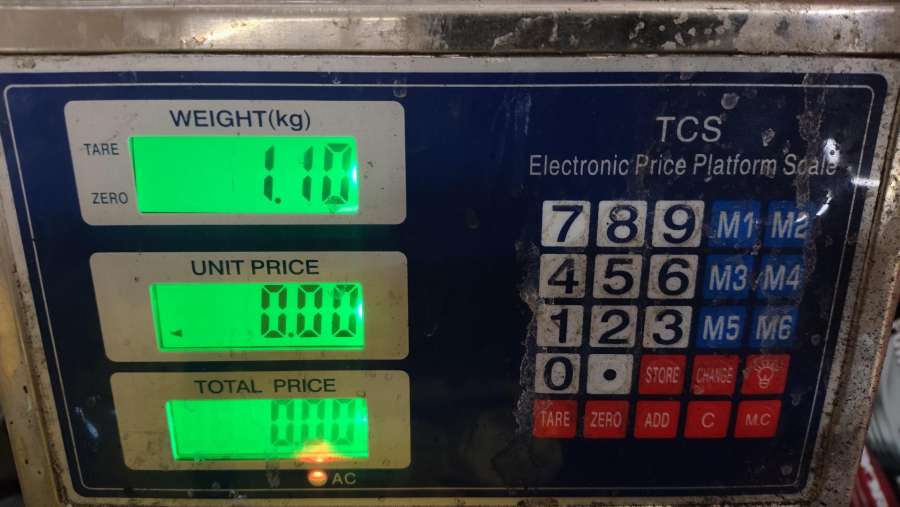 WEIGHT(kg)
TARE
1.10
ZERO
UNIT PRICE
0.00
TOTAL PRICE
0.00
AC
TCS
Electronic Price Platform Scale
7 8 9 M1 M2
4 5 6 M3 M4
1 2 3 M5 M6
0 • STORE CHANGE
TARE ZERO ADD C M.C